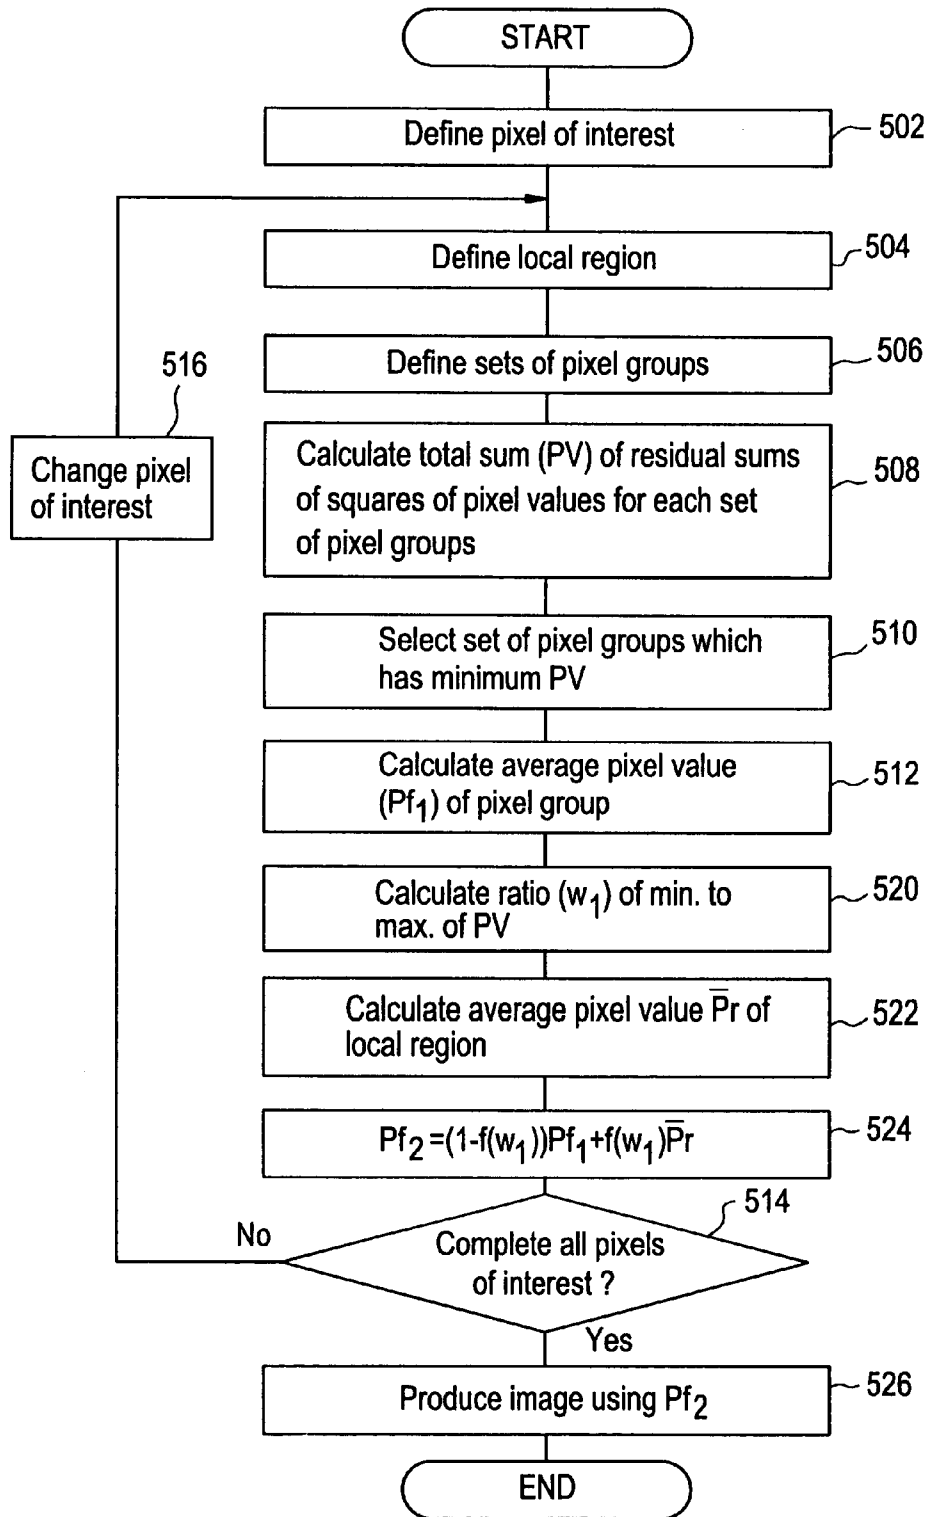 START
Define pixel of interest
502
Define local region
504
Define sets of pixel groups
506
516
Change pixel
of interest
Calculate total sum (PV) of residual sums
of squares of pixel values for each set
of pixel groups
508
Select set of pixel groups which
has minimum PV
510
Calculate average pixel value
(Pf₁) of pixel group
512
Calculate ratio (w₁) of min. to
max. of PV
520
Calculate average pixel value P̅r of
local region
522
Pf₂ =(1-f(w₁))Pf₁+f(w₁)P̅r
524
514
No
Complete all pixels
of interest ?
Yes
Produce image using Pf₂
526
END